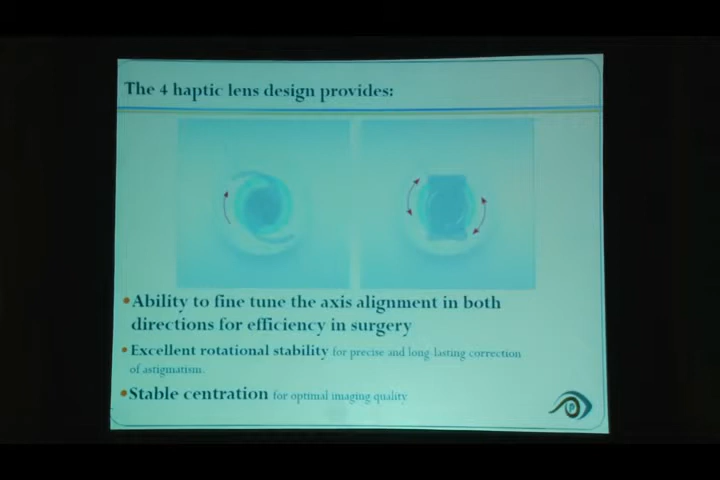 The 4 haptic lens design provides:
•Ability to fine tune the axis alignment in both
directions for efficiency in surgery
•Excellent rotational stability for precise and long-lasting correction
of astigmatism.
•Stable centration for optimal imaging quality